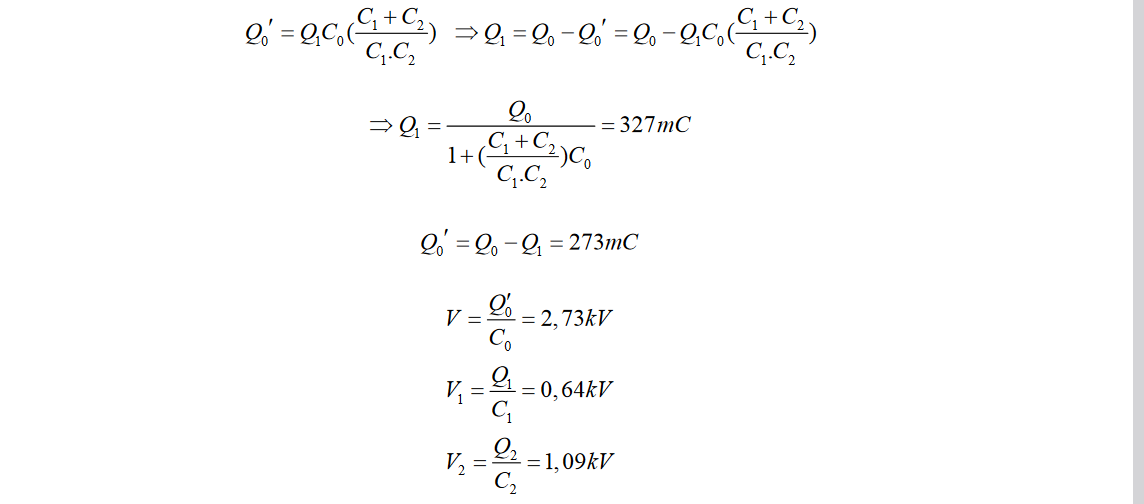 Q₀′ = Q₁C₀((C₁ + C₂)/(C₁.C₂)) ⇒ Q₁ = Q₀ − Q₀′ = Q₀ − Q₁C₀((C₁ + C₂)/(C₁.C₂))
⇒ Q₁ = Q₀/(1 + ((C₁ + C₂)/(C₁.C₂))C₀) = 327mC
Q₀′ = Q₀ − Q₁ = 273mC
V = Q₀′/C₀ = 2,73kV
V₁ = Q₁/C₁ = 0,64kV
V₂ = Q₂/C₂ = 1,09kV